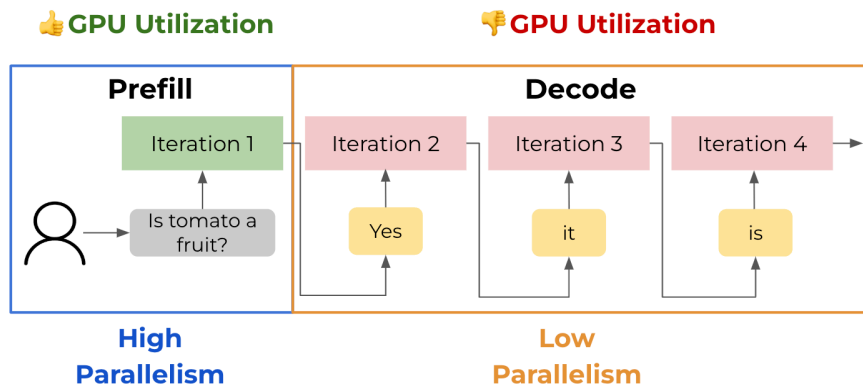 👍GPU Utilization
👎GPU Utilization
Prefill
Decode
Iteration 1
Iteration 2
Iteration 3
Iteration 4
Is tomato a
fruit?
Yes
it
is
High
Parallelism
Low
Parallelism